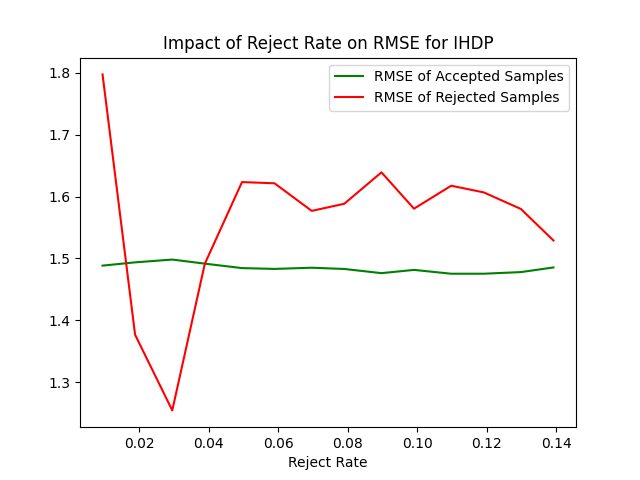 Impact of Reject Rate on RMSE for IHDP
RMSE of Accepted Samples
RMSE of Rejected Samples
1.8
1.7
1.6
1.5
1.4
1.3
0.02 0.04 0.06 0.08 0.10 0.12 0.14
Reject Rate